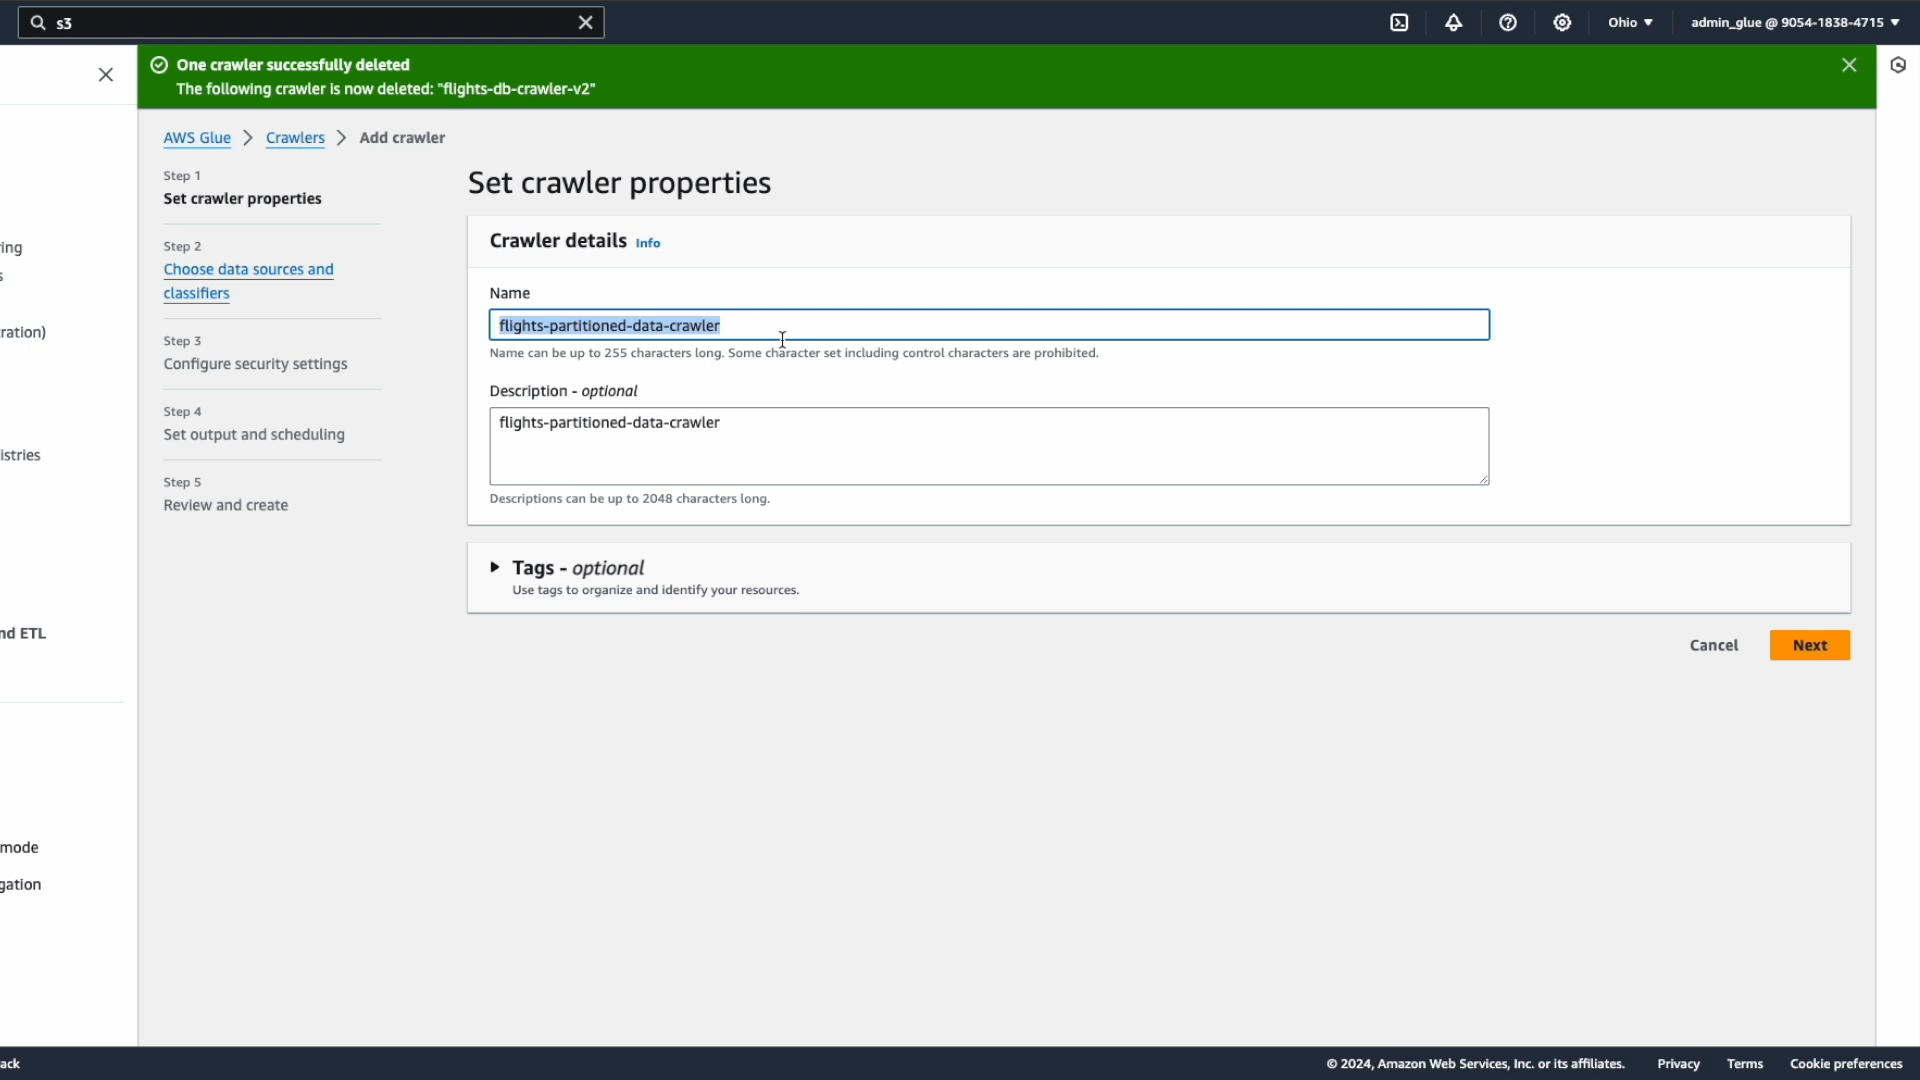 s3
Ohio
admin_glue @ 9054-1838-4715
One crawler successfully deleted
The following crawler is now deleted: "flights-db-crawler-v2"
AWS Glue
Crawlers
Add crawler
Step 1
Set crawler properties
Step 2
Choose data sources and
classifiers
Step 3
Configure security settings
Step 4
Set output and scheduling
Step 5
Review and create
Set crawler properties
Crawler details Info
Name
flights-partitioned-data-crawler
Name can be up to 255 characters long. Some character set including control characters are prohibited.
Description - optional
flights-partitioned-data-crawler
Descriptions can be up to 2048 characters long.
Tags - optional
Use tags to organize and identify your resources.
Cancel
Next
ing
s
ration)
istries
nd ETL
mode
gation
ack
© 2024, Amazon Web Services, Inc. or its affiliates.
Privacy
Terms
Cookie preferences